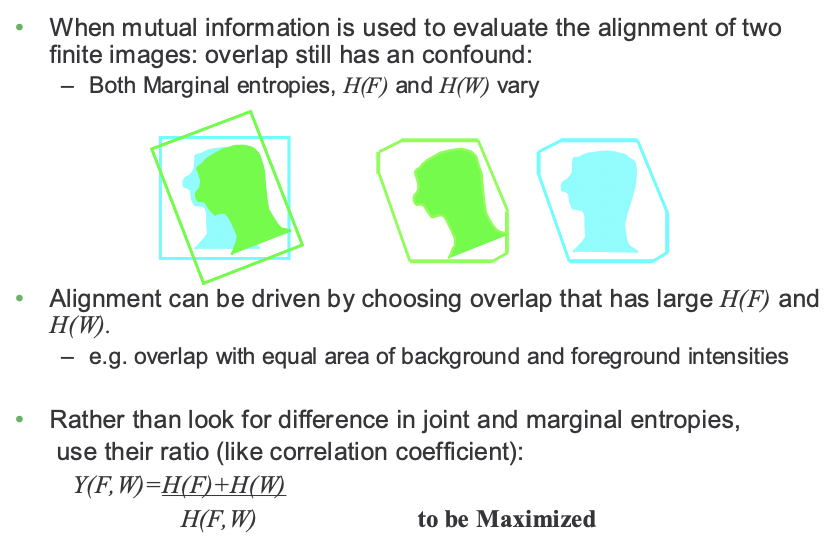 • When mutual information is used to evaluate the alignment of two
finite images: overlap still has an confound:
– Both Marginal entropies, H(F) and H(W) vary
• Alignment can be driven by choosing overlap that has large H(F) and
H(W).
– e.g. overlap with equal area of background and foreground intensities
• Rather than look for difference in joint and marginal entropies,
use their ratio (like correlation coefficient):
Y(F,W)=H(F)+H(W)
H(F,W) to be Maximized